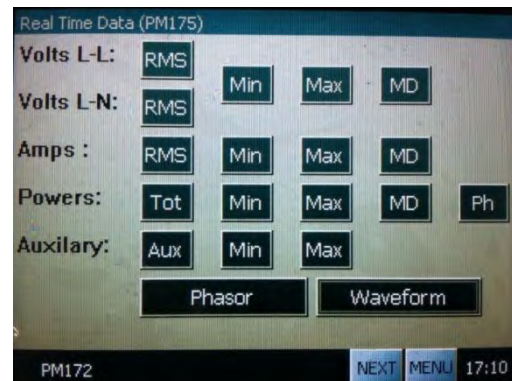 Real Time Data (PM175)
Volts L-L: RMS
Min Max MD
Volts L-N: RMS
Amps : RMS Min Max MD
Powers: Tot Min Max MD Ph
Auxilary: Aux Min Max
Phasor Waveform
PM172 NEXT MENU 17:10